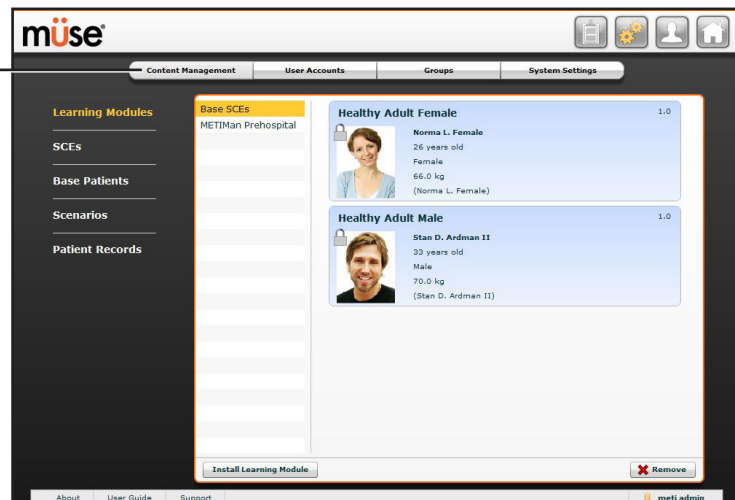 müse
Content Management User Accounts Groups System Settings
Learning Modules
SCEs
Base Patients
Scenarios
Patient Records
Base SCEs
METIMan Prehospital
Healthy Adult Female 1.0
Norma L. Female
26 years old
Female
66.0 kg
(Norma L. Female)
Healthy Adult Male 1.0
Stan D. Ardman II
33 years old
Male
70.0 kg
(Stan D. Ardman II)
Install Learning Module Remove
About User Guide Support meti admin